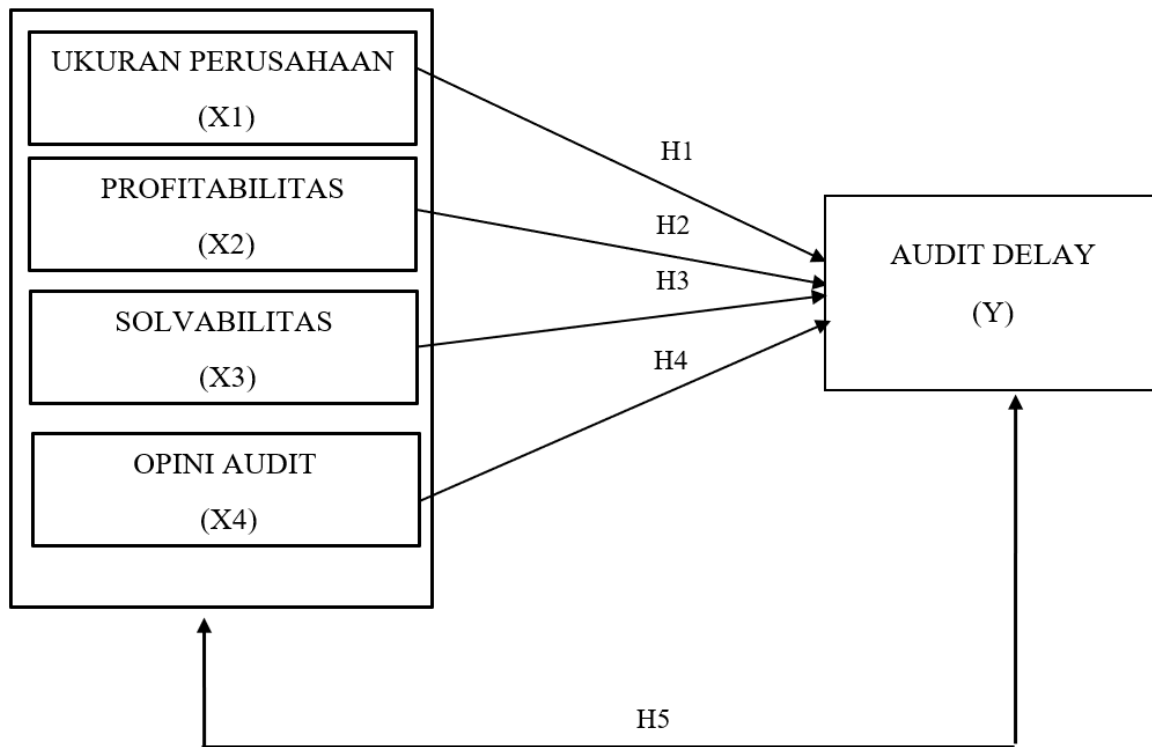 UKURAN PERUSAHAAN
(X1)
PROFITABILITAS
(X2)
SOLVABILITAS
(X3)
OPINI AUDIT
(X4)
H1
H2
H3
H4
AUDIT DELAY
(Y)
H5